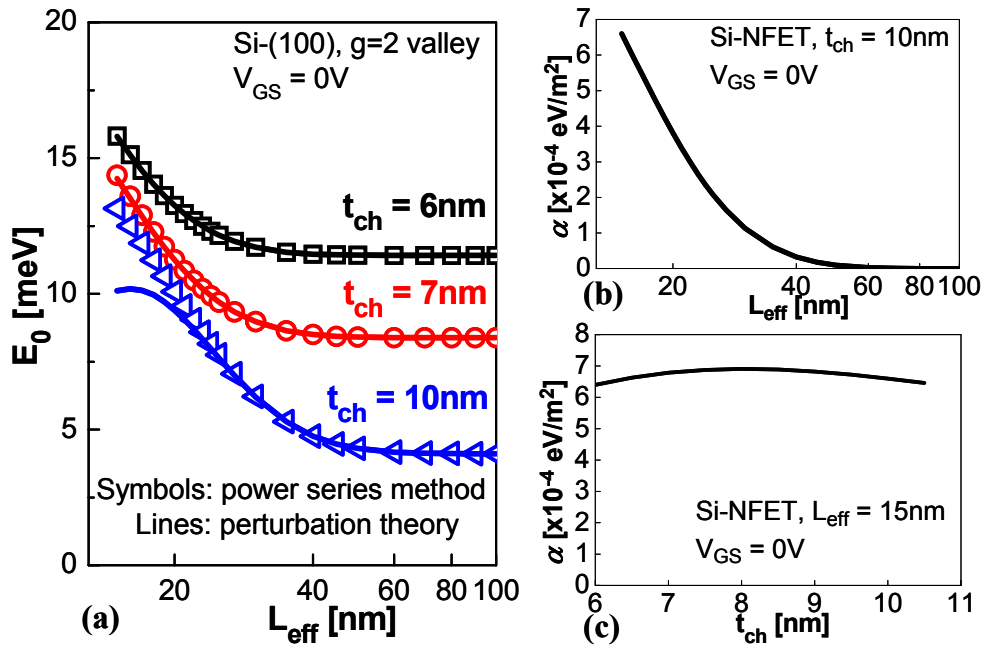 20
15
10
5
0
E0 [meV]
Si-(100), g=2 valley
VGS = 0V
tch = 6nm
tch = 7nm
tch = 10nm
Symbols: power series method
Lines: perturbation theory
20 40 60 80 100
Leff [nm]
(a)
7
6
5
4
3
2
1
0
α [x10-4 eV/m2]
Si-NFET, tch = 10nm
VGS = 0V
20 40 60 80 100
Leff [nm]
(b)
8
7
6
5
4
3
2
1
0
α [x10-4 eV/m2]
Si-NFET, Leff = 15nm
VGS = 0V
6 7 8 9 10 11
tch [nm]
(c)